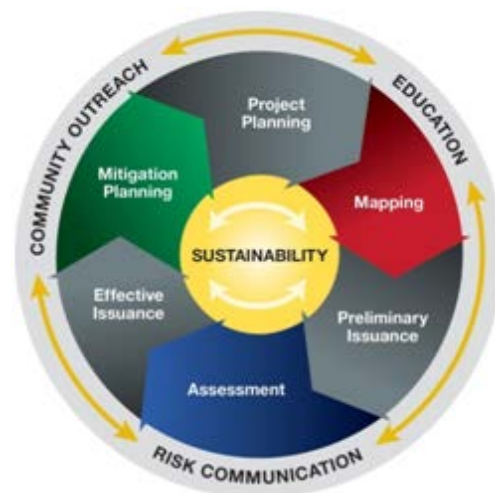 COMMUNITY OUTREACH
EDUCATION
Project
Planning
Mitigation
Planning
Mapping
SUSTAINABILITY
Effective
Issuance
Preliminary
Issuance
Assessment
RISK COMMUNICATION